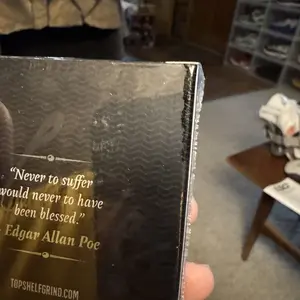 “Never to suffer
would never to have
been blessed.”
Edgar Allan Poe
TOPSHELFGRIND.COM